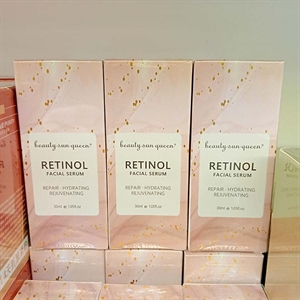 beauty sun queen®
RETINOL
FACIAL SERUM
REPAIR · HYDRATING
REJUVENATING
beauty sun queen®
RETINOL
FACIAL SERUM
REPAIR · HYDRATING
REJUVENATING
beauty sun queen®
RETINOL
FACIAL SERUM
REPAIR · HYDRATING
REJUVENATING